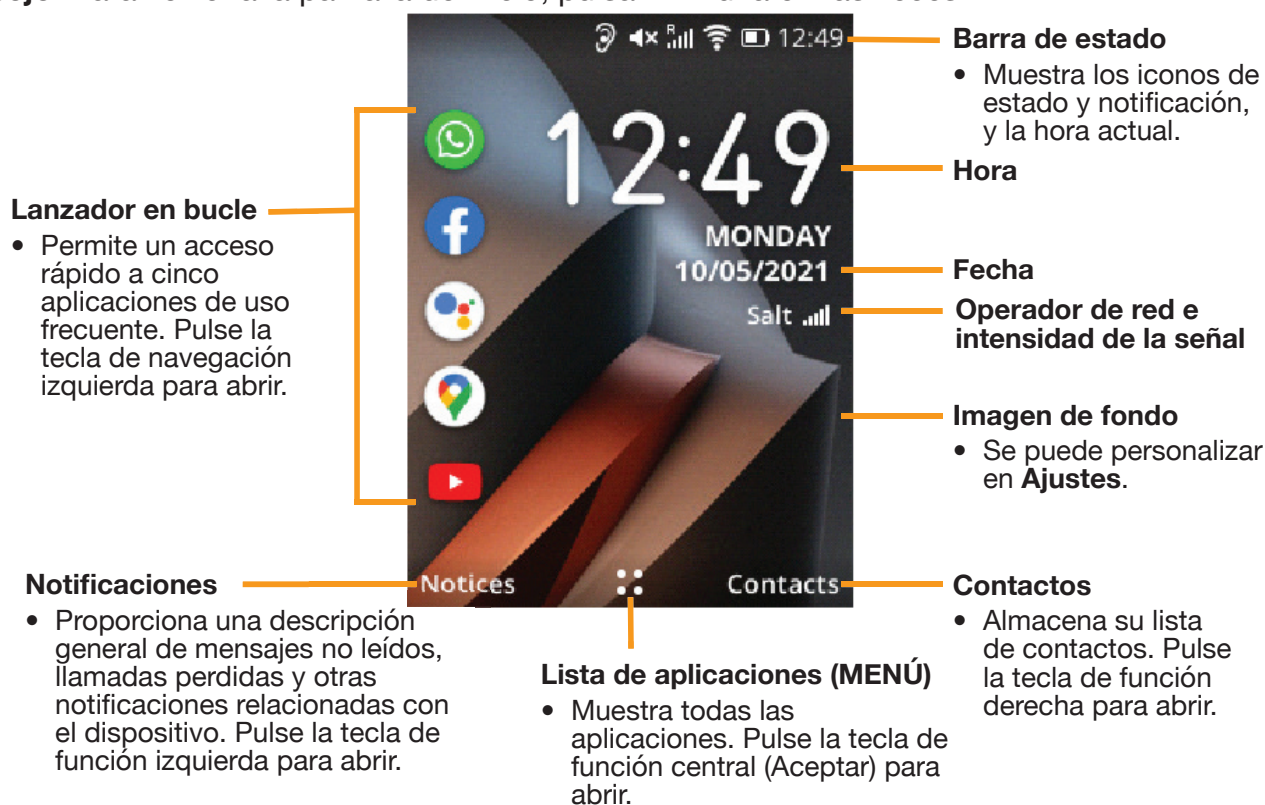 12:49
Barra de estado
• Muestra los iconos de
estado y notificación,
y la hora actual.
12:49
Hora
Lanzador en bucle
• Permite un acceso
rápido a cinco
aplicaciones de uso
frecuente. Pulse la
tecla de navegación
izquierda para abrir.
MONDAY
10/05/2021
Fecha
Salt
Operador de red e
intensidad de la señal
Imagen de fondo
• Se puede personalizar
en Ajustes.
Notices
Contacts
Notificaciones
• Proporciona una descripción
general de mensajes no leídos,
llamadas perdidas y otras
notificaciones relacionadas con
el dispositivo. Pulse la tecla de
función izquierda para abrir.
Lista de aplicaciones (MENÚ)
• Muestra todas las
aplicaciones. Pulse la tecla de
función central (Aceptar) para
abrir.
Contactos
• Almacena su lista
de contactos. Pulse
la tecla de función
derecha para abrir.